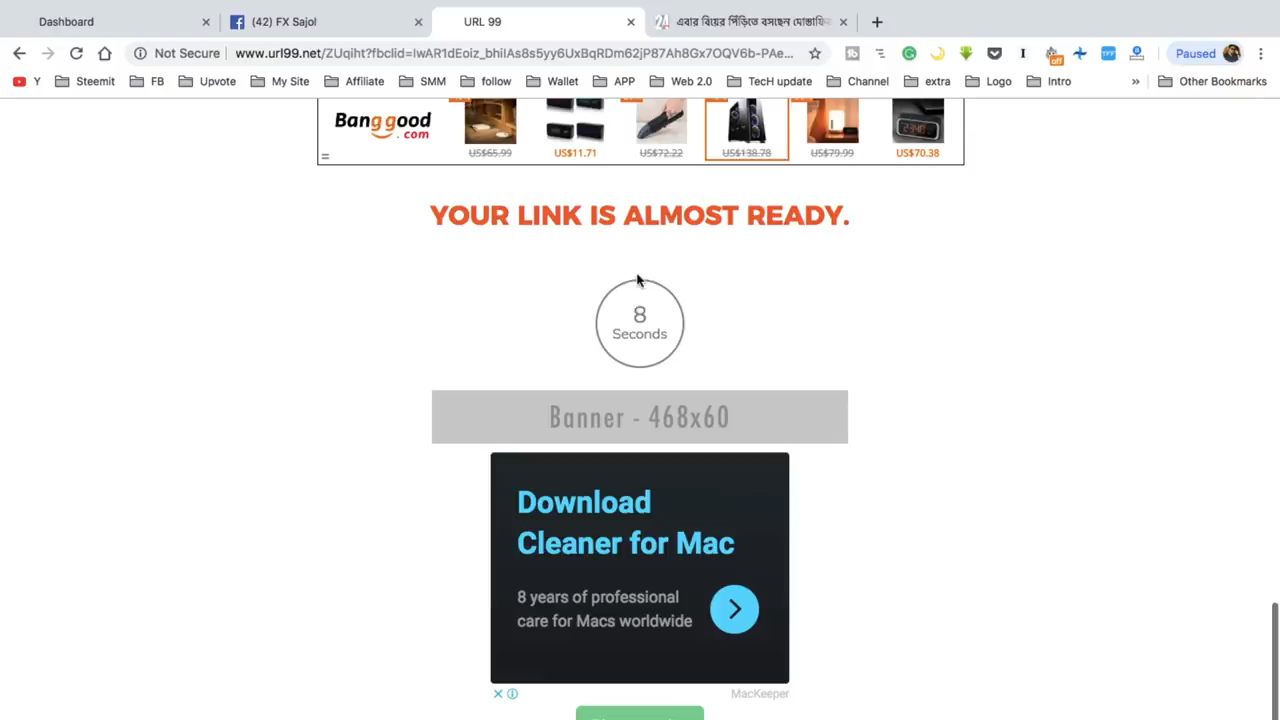 Dashboard
(42) FX Sajol
URL 99
এবার বিয়ের পিঁড়িতে বসছেন মোস্তাফি
Not Secure
www.url99.net/ZUqiht?fbclid=IwAR1dEoiz_bhiIAs8s5yy6UxBqRDm62jP87Ah8Gx7OQV6b-PAe...
Paused
Y
Steemit
FB
Upvote
My Site
Affiliate
SMM
follow
Wallet
APP
Web 2.0
TecH update
Channel
extra
Logo
Intro
»
Other Bookmarks
Banggood
.com
US$65.99
US$11.71
US$72.22
US$138.78
US$79.99
US$70.38
YOUR LINK IS ALMOST READY.
8
Seconds
Banner - 468x60
Download
Cleaner for Mac
8 years of professional
care for Macs worldwide
MacKeeper